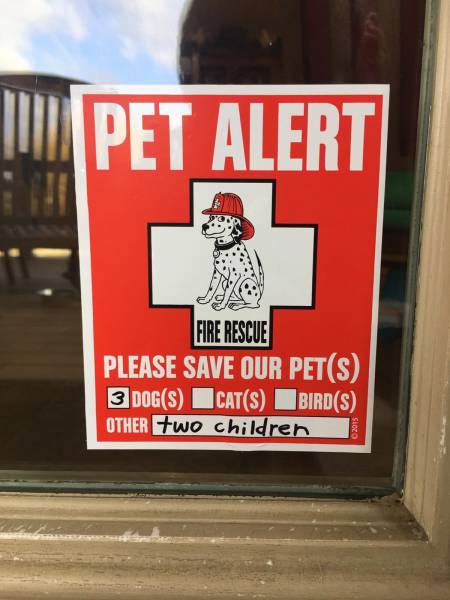 PET ALERT
FIRE RESCUE
PLEASE SAVE OUR PET(S)
3 DOG(S) CAT(S) BIRD(S)
OTHER two children
©2015